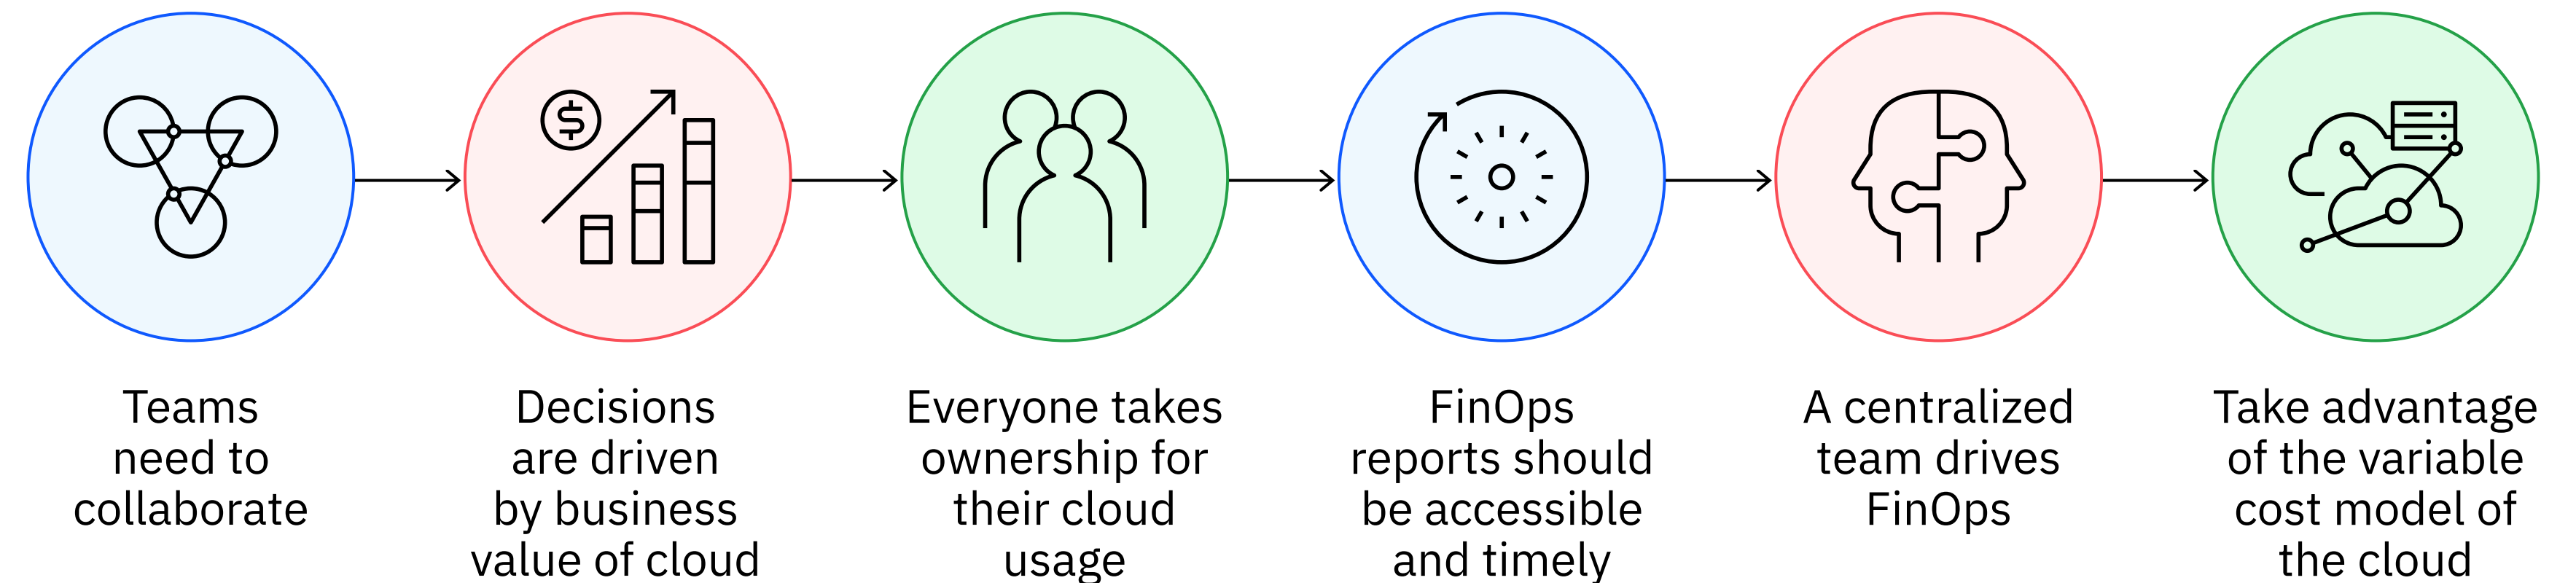 Teams
need to
collaborate
Decisions
are driven
by business
value of cloud
Everyone takes
ownership for
their cloud
usage
FinOps
reports should
be accessible
and timely
A centralized
team drives
FinOps
Take advantage
of the variable
cost model of
the cloud